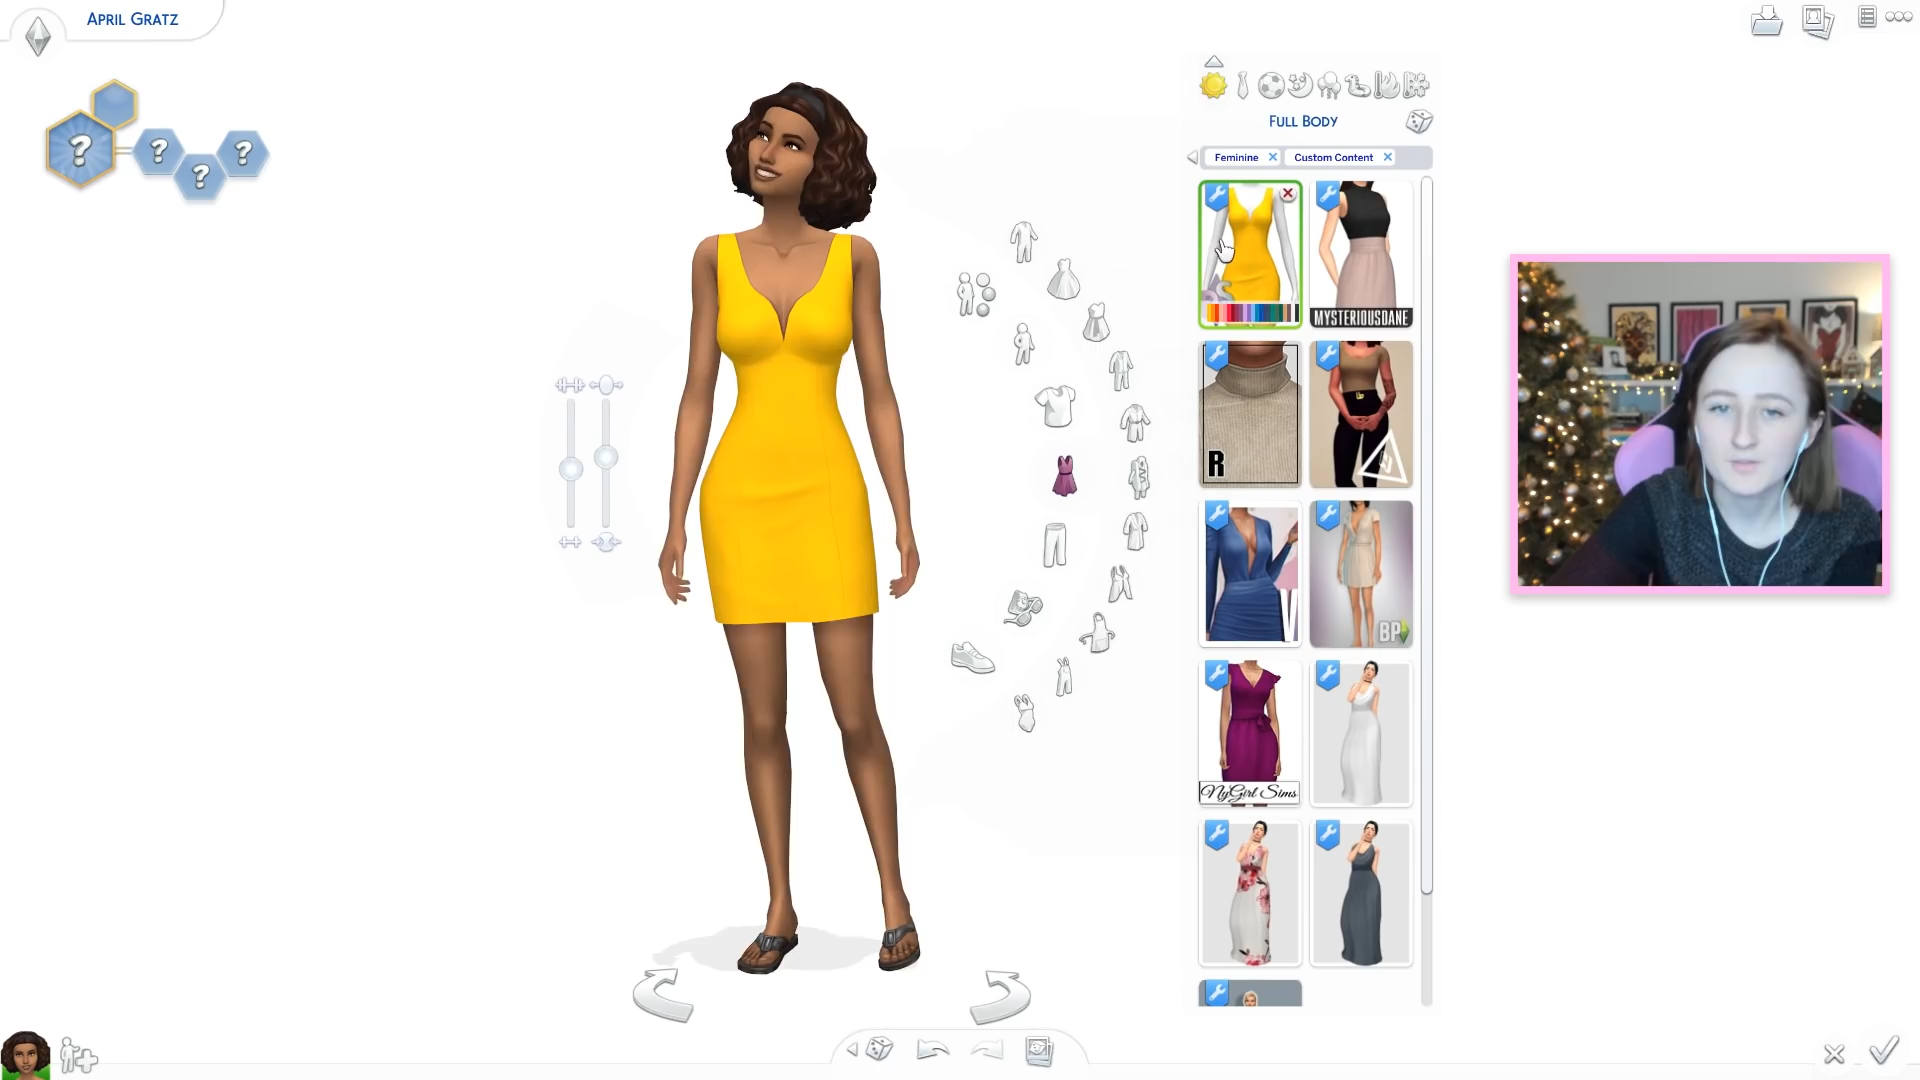 April Gratz
Full Body
Feminine
Custom Content
MYSTERIOUSDANE
R
BP
NyGirl Sims